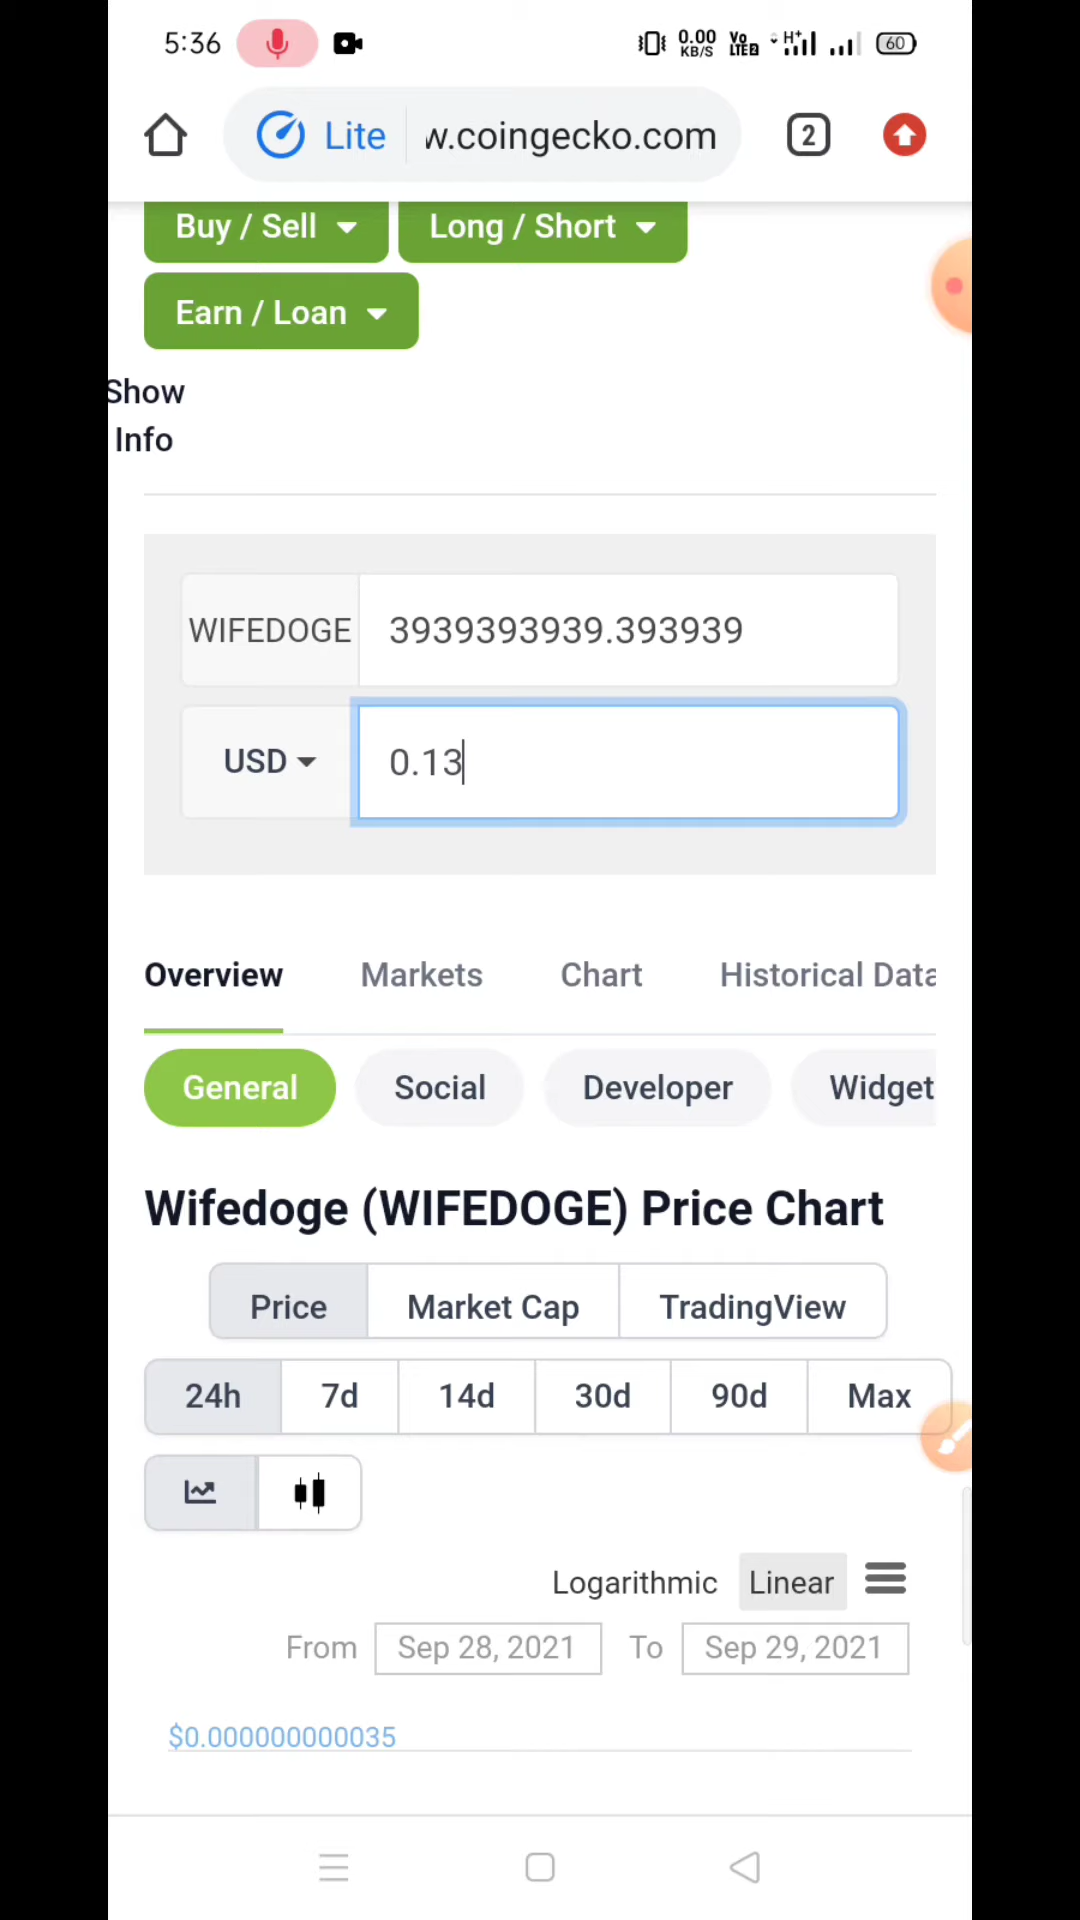 5:36
0.00 KB/S
Vo LTE2
H+
60
Lite
w.coingecko.com
2
Buy / Sell
Long / Short
Earn / Loan
Show
Info
WIFEDOGE
3939393939.393939
USD
0.13
Overview
Markets
Chart
Historical Data
General
Social
Developer
Widget
Wifedoge (WIFEDOGE) Price Chart
Price
Market Cap
TradingView
24h
7d
14d
30d
90d
Max
Logarithmic
Linear
From
Sep 28, 2021
To
Sep 29, 2021
$0.000000000035